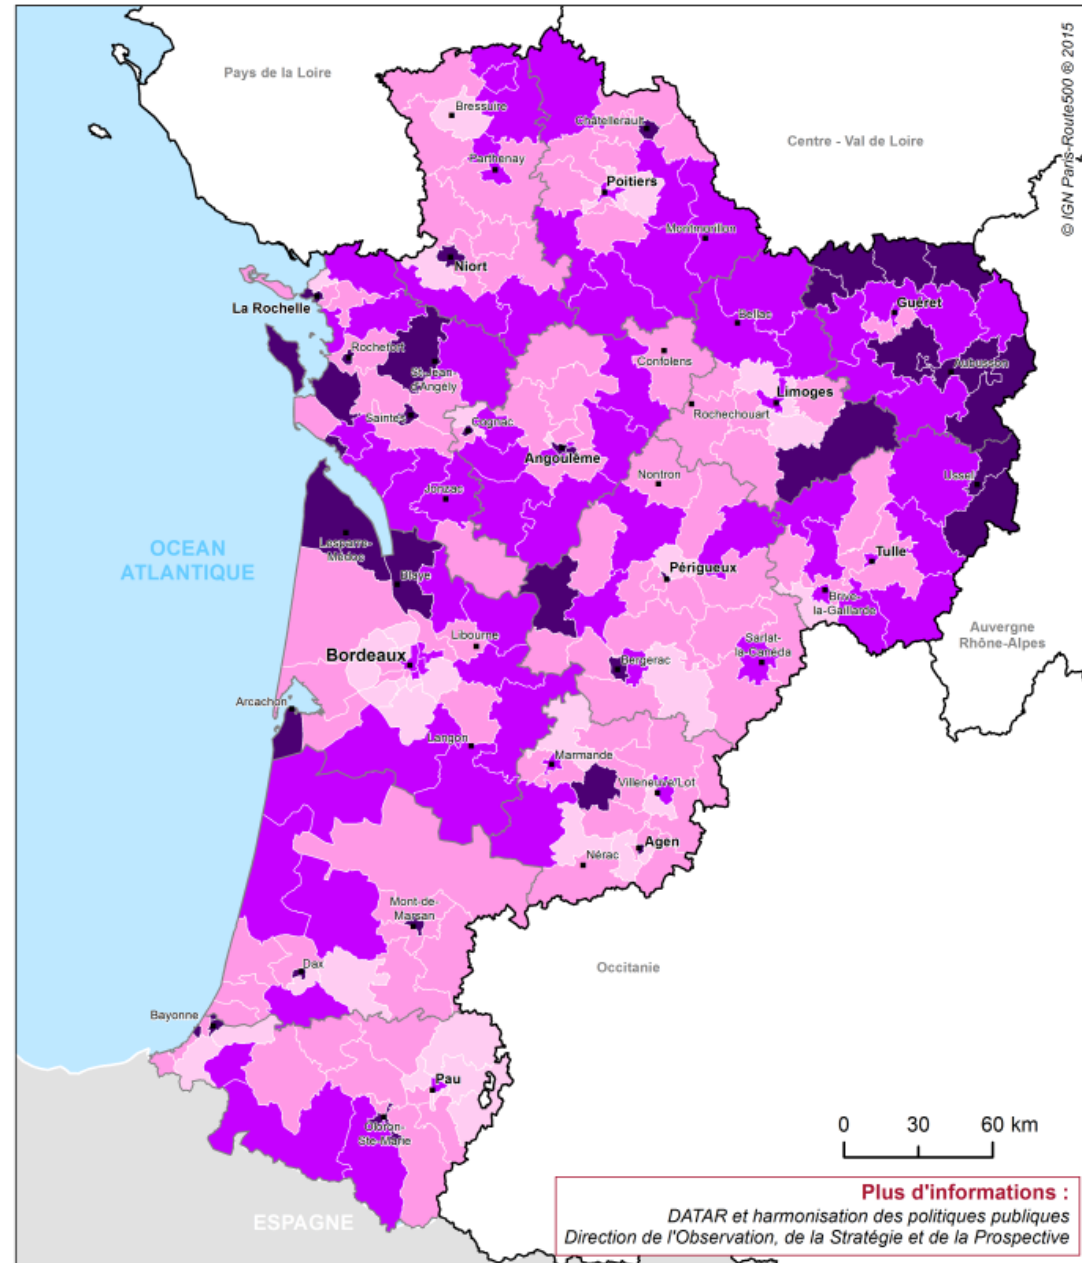 Pays de la Loire
© IGN Paris-Route500 ® 2015
Bressuire
Châtellerault
Centre - Val de Loire
Parthenay
Poitiers
Montmorillon
Niort
La Rochelle
Guéret
Bellac
Rochefort
Confolens
Aubusson
St-Jean
d'Angely
Limoges
Rochechouart
Saintes
Cognac
Angoulême
Nontron
Ussel
Jonzac
Lesparre-
Médoc
OCEAN
ATLANTIQUE
Tulle
Périgueux
Blaye
Brive-
la-Gaillarde
Libourne
Auvergne
Rhône-Alpes
Sarlat-
la-Canéda
Bordeaux
Bergerac
Arcachon
Langon
Marmande
Villeneuve/Lot
Agen
Nérac
Mont-de-
Marsan
Occitanie
Dax
Bayonne
Pau
Oloron-
Ste-Marie
0 30 60 km
ESPAGNE
Plus d'informations :
DATAR et harmonisation des politiques publiques
Direction de l'Observation, de la Stratégie et de la Prospective